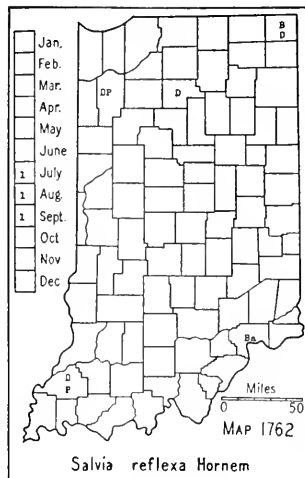 Jan.
Feb.
Mar.
Apr.
May
June
1 July
1 Aug.
1 Sept.
Oct
Nov
Dec
B
D
DP
D
Ba
D
P
Miles
0 50
MAP 1762
Salvia reflexa Hornem